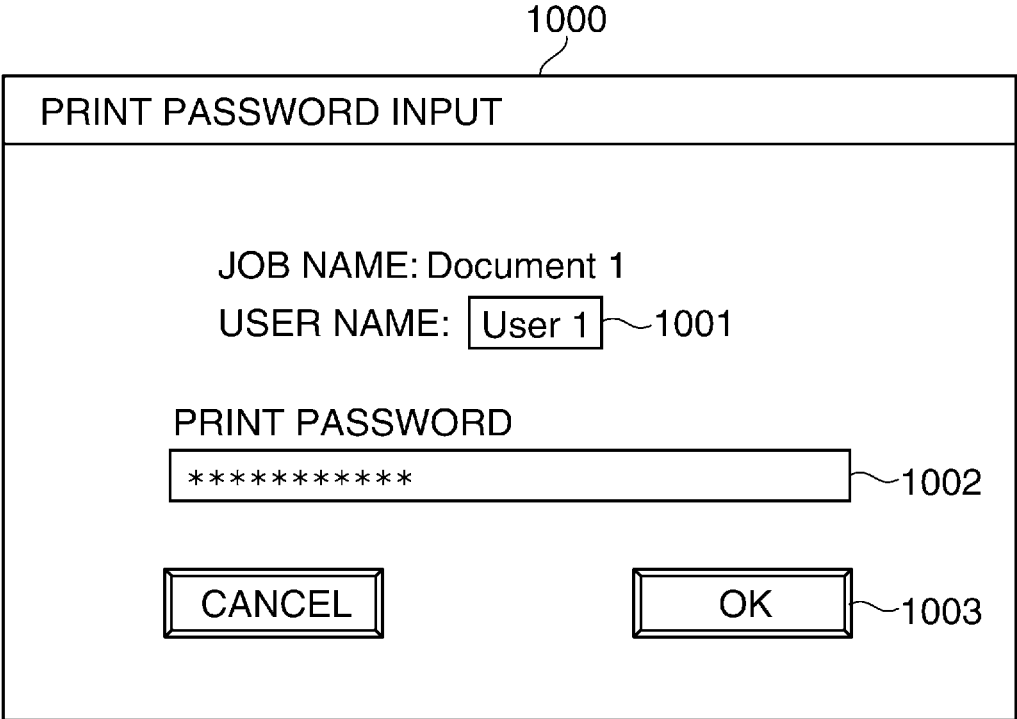 1000
PRINT PASSWORD INPUT
JOB NAME: Document 1
USER NAME: User 1 1001
PRINT PASSWORD
*********** 1002
CANCEL OK 1003